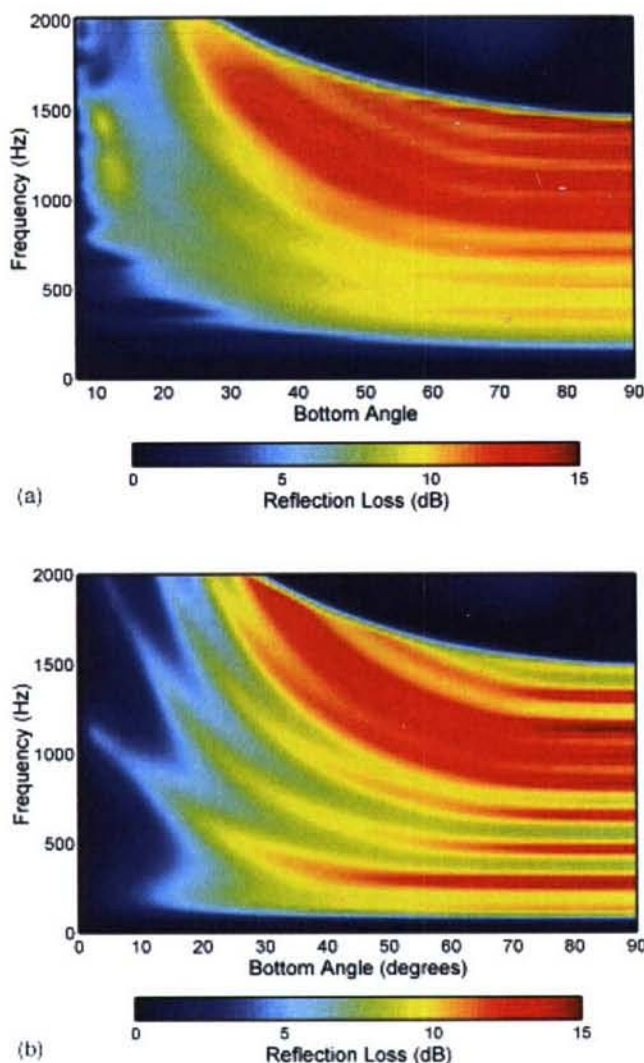 2000
1500
1000
500
0
Frequency (Hz)
10 20 30 40 50 60 70 80 90
Bottom Angle
0 5 10 15
Reflection Loss (dB)
(a)
2000
1500
1000
500
0
Frequency (Hz)
0 10 20 30 40 50 60 70 80 90
Bottom Angle (degrees)
0 5 10 15
Reflection Loss (dB)
(b)